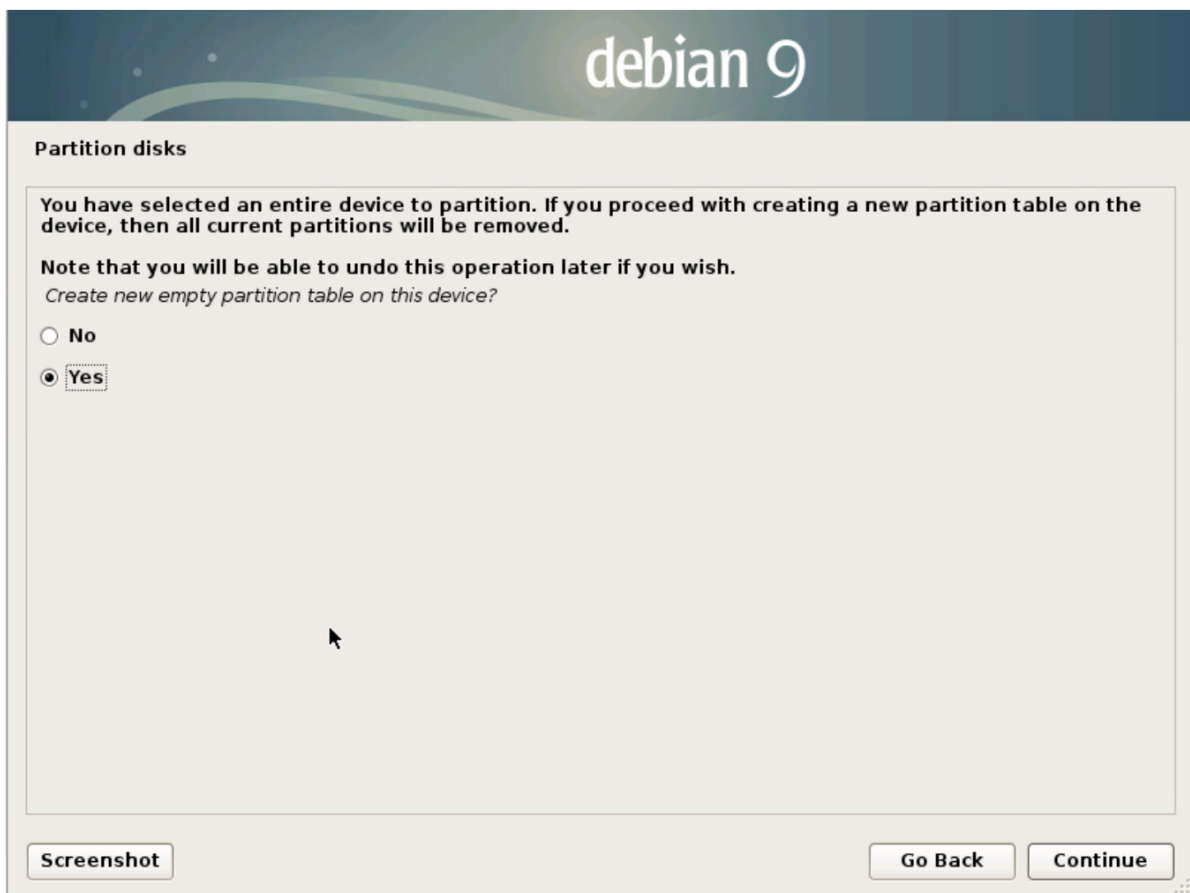 debian 9
Partition disks
You have selected an entire device to partition. If you proceed with creating a new partition table on the
device, then all current partitions will be removed.
Note that you will be able to undo this operation later if you wish.
Create new empty partition table on this device?
No
Yes
Screenshot
Go Back
Continue